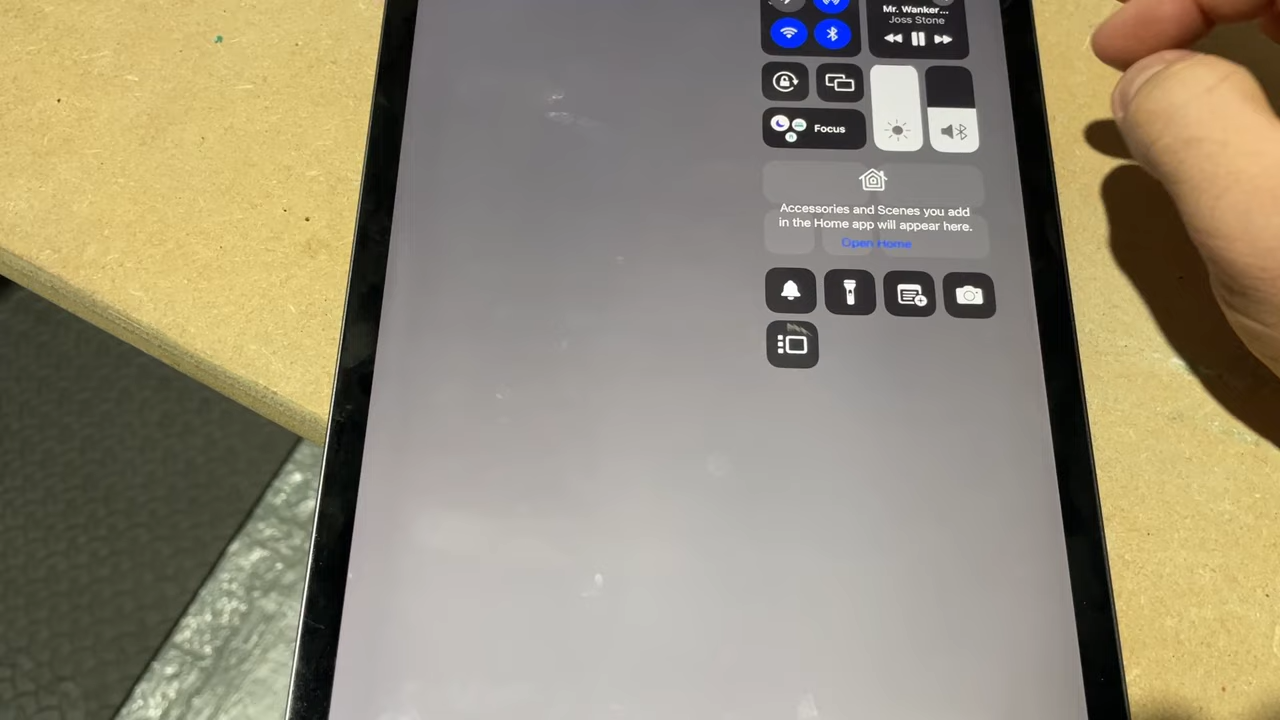 Mr. Wanker...
Joss Stone
Focus
Accessories and Scenes you add
in the Home app will appear here.
Open Home